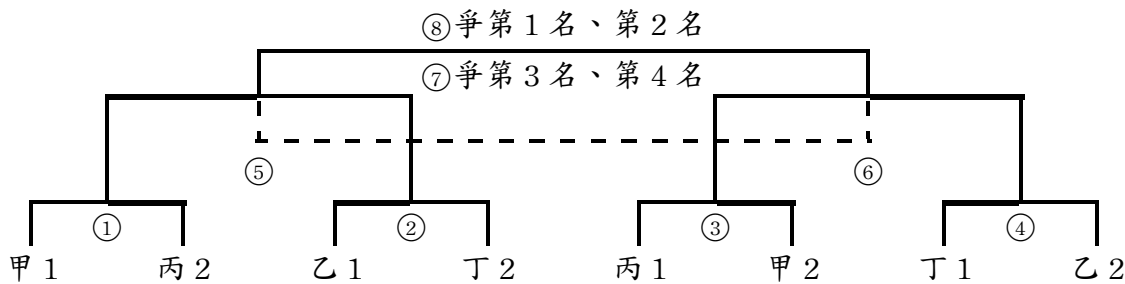 ⑧爭第1名、第2名
⑦爭第3名、第4名
⑤ ⑥
① ② ③ ④
甲1 丙2 乙1 丁2 丙1 甲2 丁1 乙2